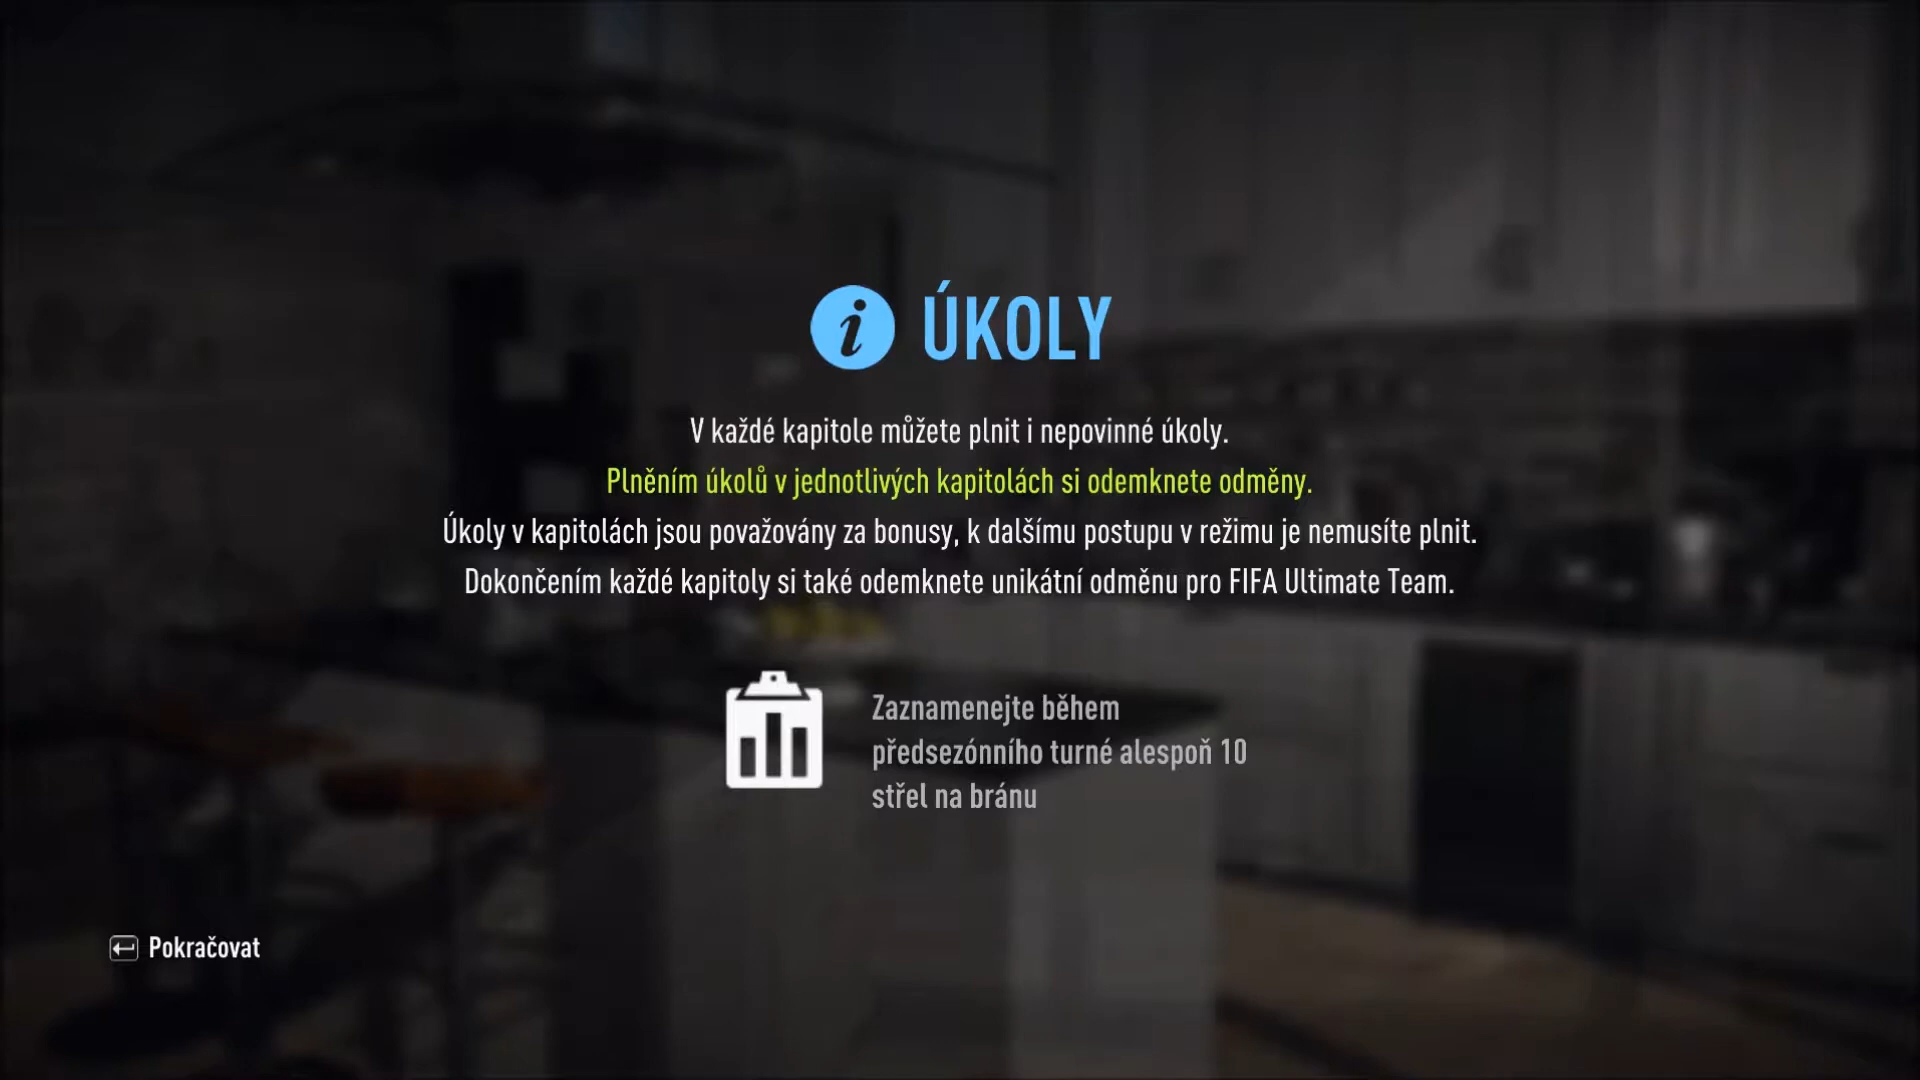 ÚKOLY
V každé kapitole můžete plnit i nepovinné úkoly.
Plněním úkolů v jednotlivých kapitolách si odemknete odměny.
Úkoly v kapitolách jsou považovány za bonusy, k dalšímu postupu v režimu je nemusíte plnit.
Dokončením každé kapitoly si také odemknete unikátní odměnu pro FIFA Ultimate Team.
Zaznamenejte během
předsezónního turné alespoň 10
střel na bránu
Pokračovat